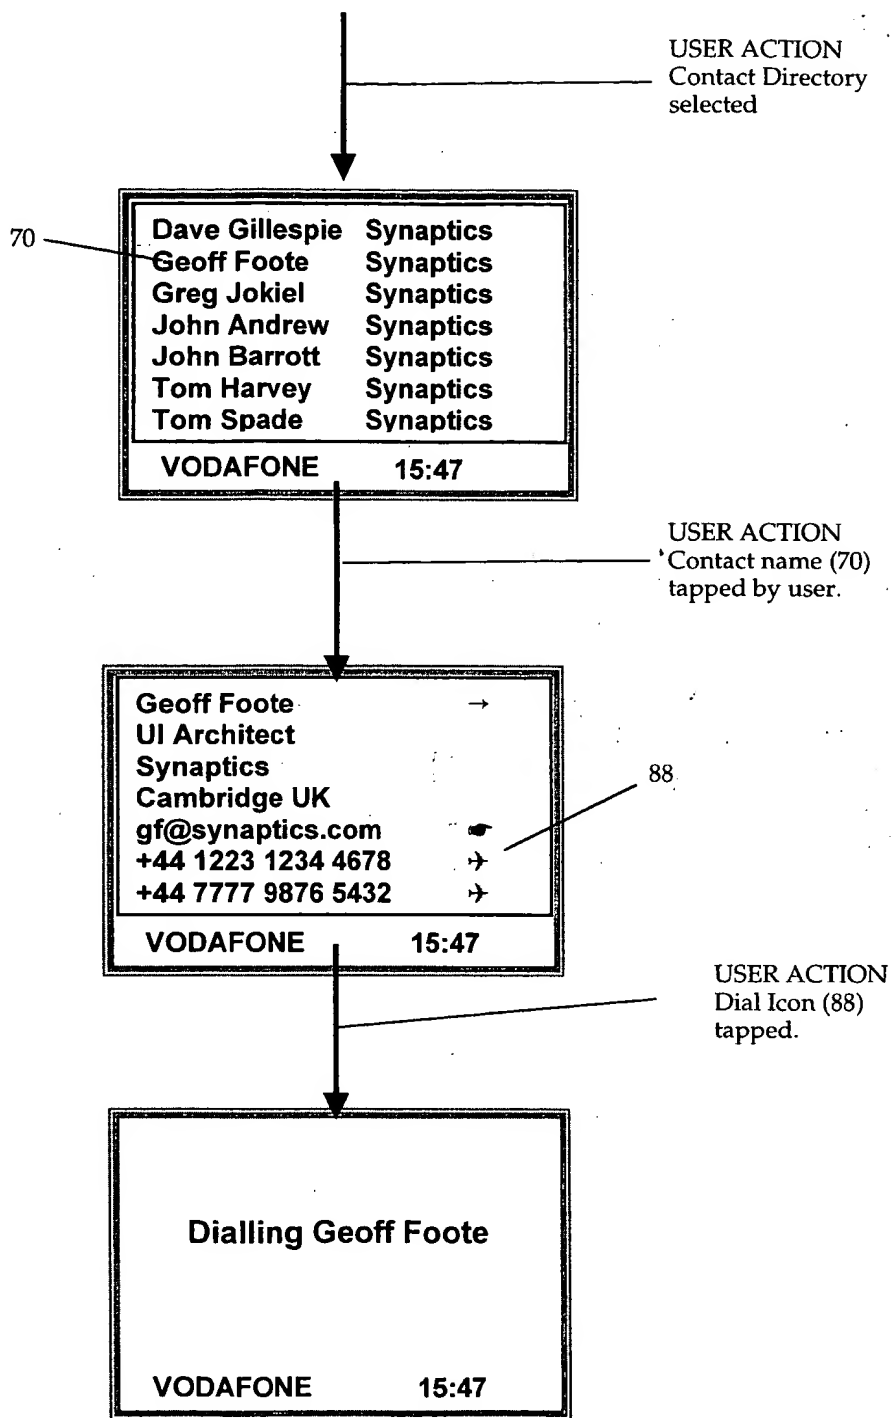 USER ACTION
Contact Directory
selected
70
Dave Gillespie Synaptics
Geoff Foote Synaptics
Greg Jokiel Synaptics
John Andrew Synaptics
John Barrott Synaptics
Tom Harvey Synaptics
Tom Spade Synaptics
VODAFONE 15:47
USER ACTION
Contact name (70)
tapped by user.
Geoff Foote →
UI Architect
Synaptics
Cambridge UK
gf@synaptics.com
+44 1223 1234 4678
+44 7777 9876 5432
88
VODAFONE 15:47
USER ACTION
Dial Icon (88)
tapped.
Dialling Geoff Foote
VODAFONE 15:47